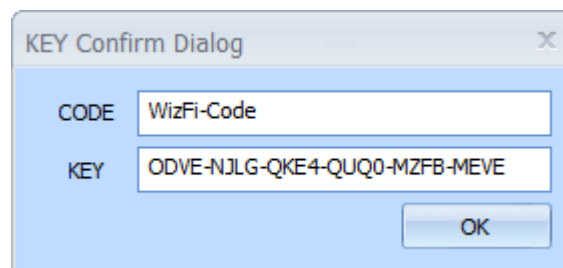 KEY Confirm Dialog x
CODE WizFi-Code
KEY ODVE-NJLG-QKE4-QUQ0-MZFB-MEVE
OK